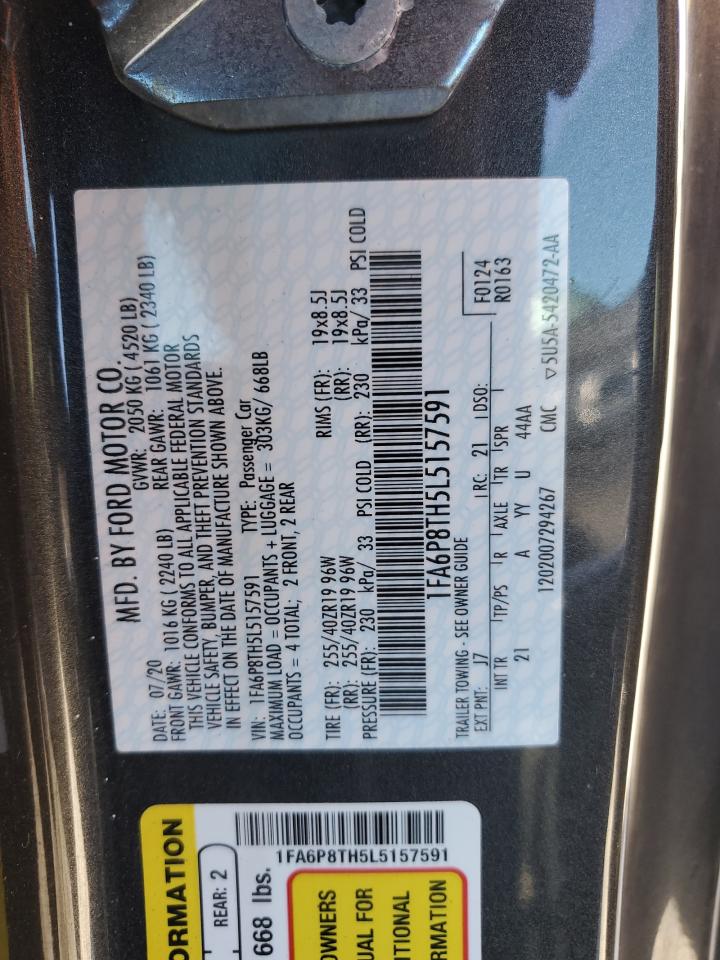 MFD. BY FORD MOTOR CO.
DATE: 07/20 GVWR: 2050 KG ( 4520 LB)
FRONT GAWR: 1016 KG ( 2240 LB) REAR GAWR: 1061 KG ( 2340 LB)
THIS VEHICLE CONFORMS TO ALL APPLICABLE FEDERAL MOTOR
VEHICLE SAFETY, BUMPER, AND THEFT PREVENTION STANDARDS
IN EFFECT ON THE DATE OF MANUFACTURE SHOWN ABOVE.
VIN: 1FA6P8TH5L5157591 TYPE: Passenger Car
MAXIMUM LOAD = OCCUPANTS + LUGGAGE = 303KG/ 668LB
OCCUPANTS = 4 TOTAL; 2 FRONT, 2 REAR
TIRE (FR): 255/40ZR19 96W RIMS (FR): 19x8.5J
(RR): 255/40ZR19 96W (RR): 19x8.5J
PRESSURE (FR): 230 kPa/ 33 PSI COLD (RR): 230 kPa/ 33 PSI COLD
1FA6P8TH5L5157591
TRAILER TOWING - SEE OWNER GUIDE
EXT PNT: J7 RC: 21 DSO: F0124
INT TR TP/PS R AXLE TR SPR R0163
21 A YY U 44AA
1202007294267 CMC ▽5U5A-5420472-AA
ORMATION
REAR: 2
668 lbs.
1FA6P8TH5L5157591
OWNERS
UAL FOR
ITIONAL
RMATION